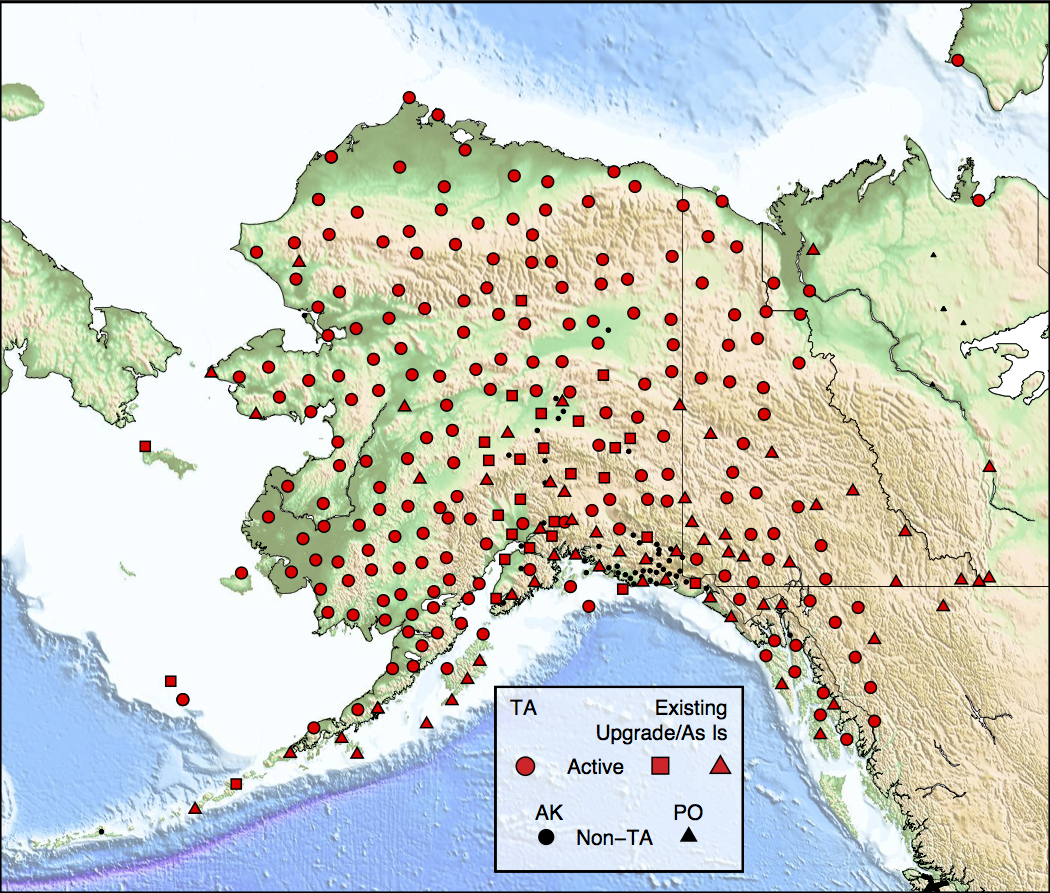 TA Existing
Upgrade/As Is
Active
AK PO
Non–TA